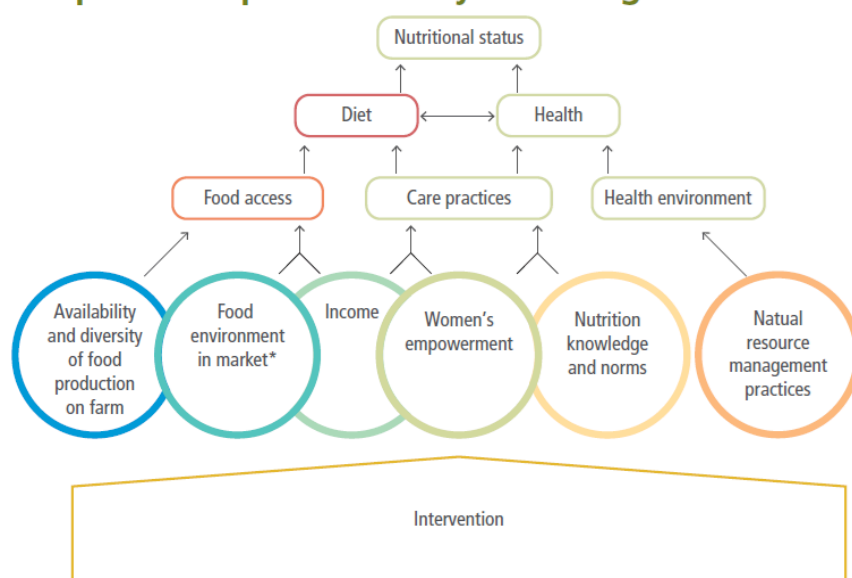 Nutritional status
Diet
Health
Food access
Care practices
Health environment
Availability
and diversity
of food
production
on farm
Food
environment
in market*
Income
Women's
empowerment
Nutrition
knowledge
and norms
Natual
resource
management
practices
Intervention